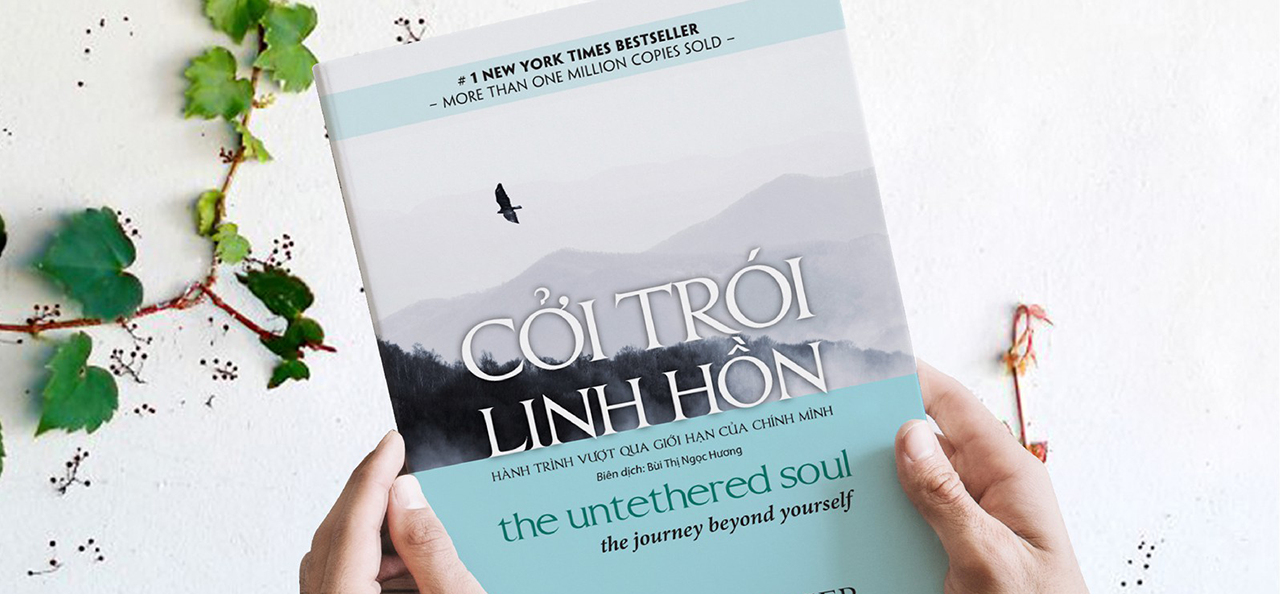 # 1 NEW YORK TIMES BESTSELLER
– MORE THAN ONE MILLION COPIES SOLD –
CỞI TRÓI
LINH HỒN
HÀNH TRÌNH VƯỢT QUA GIỚI HẠN CỦA CHÍNH MÌNH
Biên dịch: Bùi Thị Ngọc Hương
the untethered soul
the journey beyond yourself